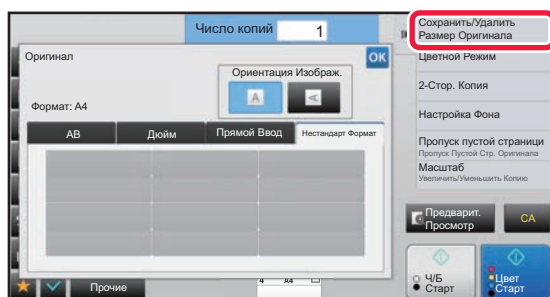 Число копий 1
Сохранить/Удалить
Размер Оригинала
Оригинал
OK
Цветной Режим
Ориентация Изображ.
A A
2-Стор. Копия
Формат: A4
Настройка Фона
AB Дюйм Прямой Ввод Нестандарт Формат
Пропуск пустой страници
Пропуск Пустой Стр. Оригинала
Масштаб
Увеличить/Уменьшить Копию
Предварит.
Просмотр
CA
Ч/Б
Старт
Цвет
Старт
Прочие
4 A4